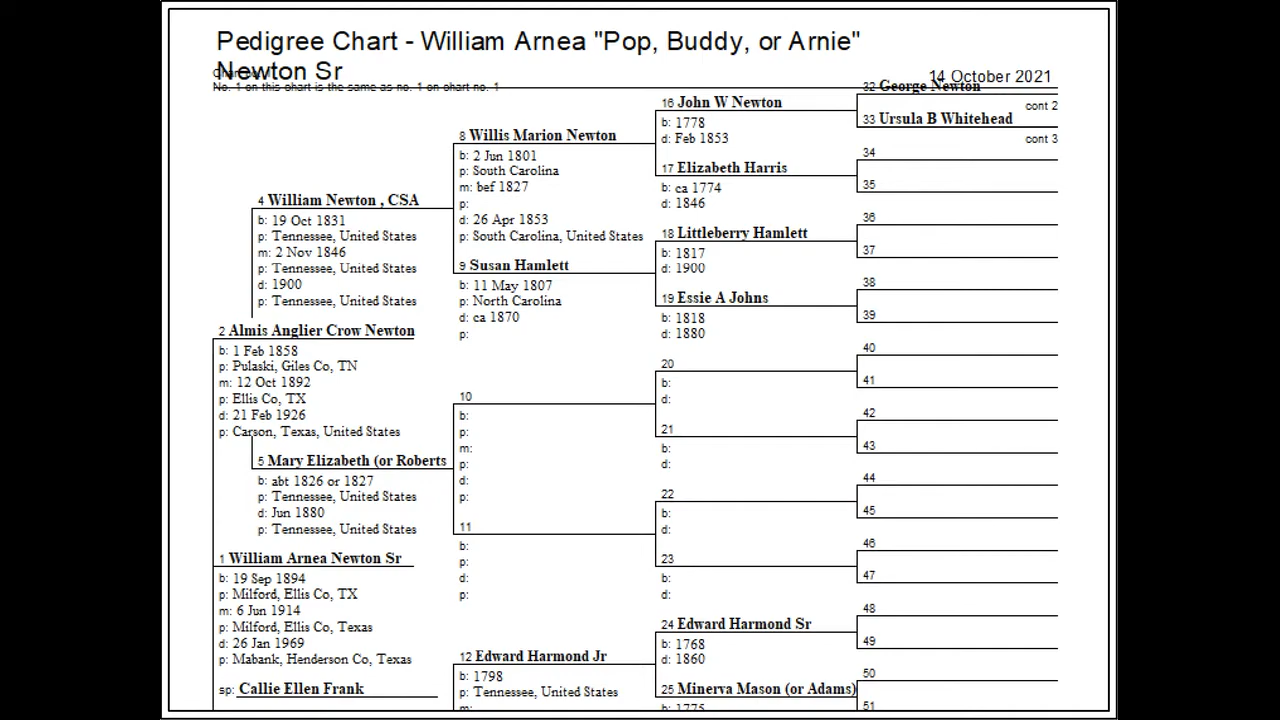 Pedigree Chart - William Arnea "Pop, Buddy, or Arnie"
Newton Sr
14 October 2021
No. 1 on this chart is the same as no. 1 on chart no. 1
32 George Newton
cont 2
33 Ursula B Whitehead
cont 3
16 John W Newton
b: 1778
d: Feb 1853
8 Willis Marion Newton
b: 2 Jun 1801
p: South Carolina
m: bef 1827
p:
d: 26 Apr 1853
p: South Carolina, United States
34
35
17 Elizabeth Harris
b: ca 1774
d: 1846
4 William Newton , CSA
b: 19 Oct 1831
p: Tennessee, United States
m: 2 Nov 1846
p: Tennessee, United States
d: 1900
p: Tennessee, United States
36
37
18 Littleberry Hamlett
b: 1817
d: 1900
9 Susan Hamlett
b: 11 May 1807
p: North Carolina
d: ca 1870
p:
38
39
19 Essie A Johns
b: 1818
d: 1880
2 Almis Anglier Crow Newton
b: 1 Feb 1858
p: Pulaski, Giles Co, TN
m: 12 Oct 1892
p: Ellis Co, TX
d: 21 Feb 1926
p: Carson, Texas, United States
40
41
20
b:
d:
10
b:
p:
m:
p:
d:
p:
42
43
21
b:
d:
5 Mary Elizabeth (or Roberts
b: abt 1826 or 1827
p: Tennessee, United States
d: Jun 1880
p: Tennessee, United States
44
45
22
b:
d:
11
b:
p:
d:
p:
46
47
23
b:
d:
1 William Arnea Newton Sr
b: 19 Sep 1894
p: Milford, Ellis Co, TX
m: 6 Jun 1914
p: Milford, Ellis Co, Texas
d: 26 Jan 1969
p: Mabank, Henderson Co, Texas
sp: Callie Ellen Frank
48
49
24 Edward Harmond Sr
b: 1768
d: 1860
12 Edward Harmond Jr
b: 1798
p: Tennessee, United States
m:
50
51
25 Minerva Mason (or Adams)
b: 1775